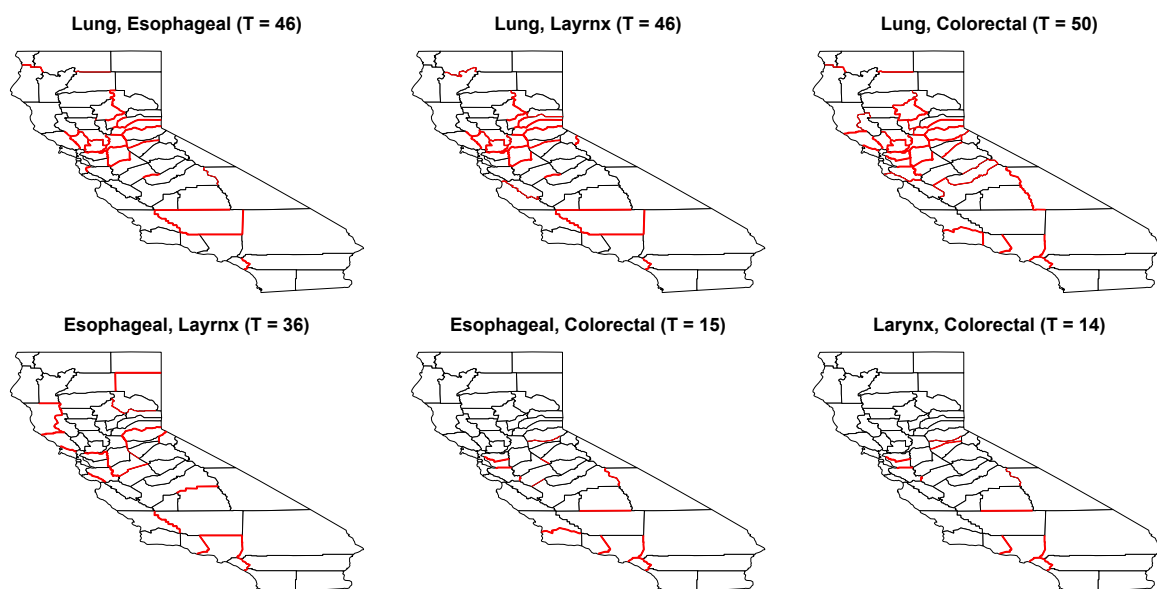 Lung, Esophageal (T = 46)
Lung, Layrnx (T = 46)
Lung, Colorectal (T = 50)
Esophageal, Layrnx (T = 36)
Esophageal, Colorectal (T = 15)
Larynx, Colorectal (T = 14)